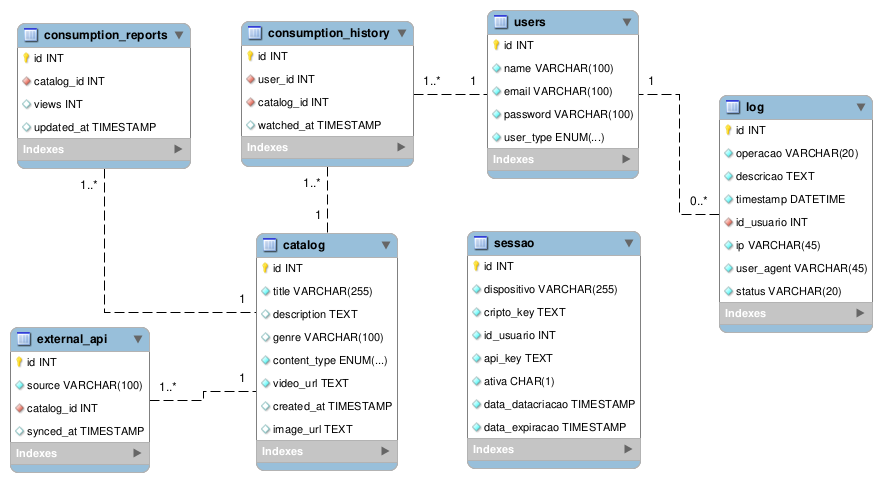 consumption_reports
id INT
catalog_id INT
views INT
updated_at TIMESTAMP
Indexes
consumption_history
id INT
user_id INT
catalog_id INT
watched_at TIMESTAMP
Indexes
users
id INT
name VARCHAR(100)
email VARCHAR(100)
password VARCHAR(100)
user_type ENUM(...)
Indexes
log
id INT
operacao VARCHAR(20)
descricao TEXT
timestamp DATETIME
id_usuario INT
ip VARCHAR(45)
user_agent VARCHAR(45)
status VARCHAR(20)
Indexes
1..*
1
1
0..*
1..*
1..*
1
catalog
id INT
title VARCHAR(255)
description TEXT
genre VARCHAR(100)
content_type ENUM(...)
video_url TEXT
created_at TIMESTAMP
image_url TEXT
Indexes
sessao
id INT
dispositivo VARCHAR(255)
cripto_key TEXT
id_usuario INT
api_key TEXT
ativa CHAR(1)
data_datacriacao TIMESTAMP
data_expiracao TIMESTAMP
Indexes
1
external_api
id INT
source VARCHAR(100)
catalog_id INT
synced_at TIMESTAMP
Indexes
1..*
1